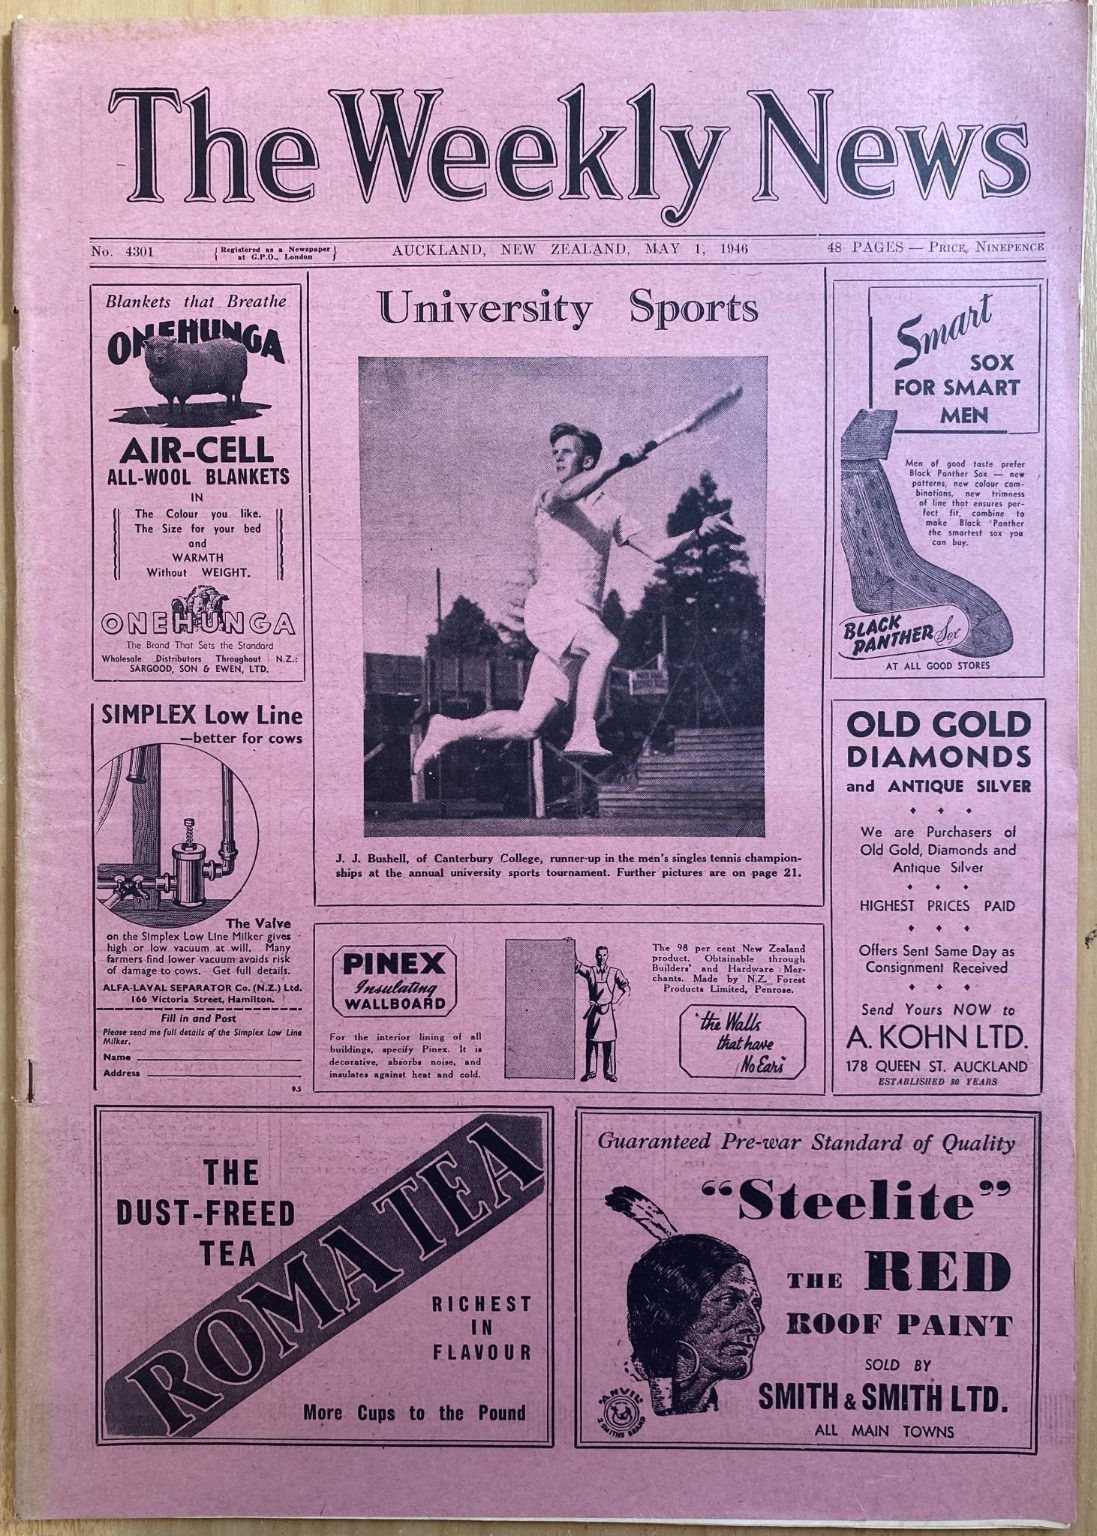 The Weekly News
No. 4301
Registered as a Newspaper
at G.P.O., London
AUCKLAND, NEW ZEALAND, MAY 1, 1946
48 PAGES — PRICE, NINEPENCE
Blankets that Breathe
ONEHUNGA
AIR-CELL
ALL-WOOL BLANKETS
IN
The Colour you like.
The Size for your bed
and
WARMTH
Without WEIGHT.
ONEHUNGA
The Brand That Sets the Standard
Wholesale Distributors Throughout N.Z.:
SARGOOD, SON & EWEN, LTD.
SIMPLEX Low Line
—better for cows
The Valve
on the Simplex Low Line Milker gives
high or low vacuum at will. Many
farmers find lower vacuum avoids risk
of damage to cows. Get full details.
ALFA-LAVAL SEPARATOR Co. (N.Z.) Ltd.
166 Victoria Street, Hamilton.
Fill in and Post
Please send me full details of the Simplex Low Line
Milker.
Name
Address
9.5
University Sports
J. J. Bushell, of Canterbury College, runner-up in the men's singles tennis champion-
ships at the annual university sports tournament. Further pictures are on page 21.
PINEX
Insulating
WALLBOARD
For the interior lining of all
buildings, specify Pinex. It is
decorative, absorbs noise, and
insulates against heat and cold.
The 98 per cent New Zealand
product. Obtainable through
Builders' and Hardware Mer-
chants. Made by N.Z. Forest
Products Limited, Penrose.
"the Walls
that have
No Ears"
Smart
SOX
FOR SMART
MEN
Men of good taste prefer
Black Panther Sox — new
patterns, new colour com-
binations, new trimness
of line that ensures per-
fect fit, combine to
make Black Panther
the smartest sox you
can buy.
BLACK
PANTHER Sox
AT ALL GOOD STORES
OLD GOLD
DIAMONDS
and ANTIQUE SILVER
We are Purchasers of
Old Gold, Diamonds and
Antique Silver
HIGHEST PRICES PAID
Offers Sent Same Day as
Consignment Received
Send Yours NOW to
A. KOHN LTD.
178 QUEEN ST. AUCKLAND
ESTABLISHED 80 YEARS
THE
DUST-FREED
TEA
ROMA TEA
RICHEST
IN
FLAVOUR
More Cups to the Pound
Guaranteed Pre-war Standard of Quality
"Steelite"
THE RED
ROOF PAINT
SOLD BY
SMITH & SMITH LTD.
ALL MAIN TOWNS
ANVIL
2 SMITHS BRAND